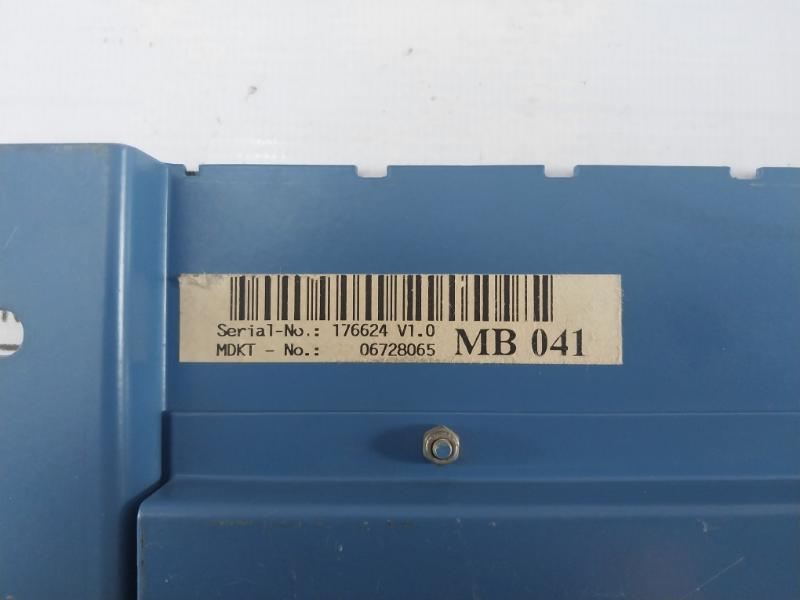 Serial-No.: 176624 V1.0
MDKT - No.: 06728065 MB 041